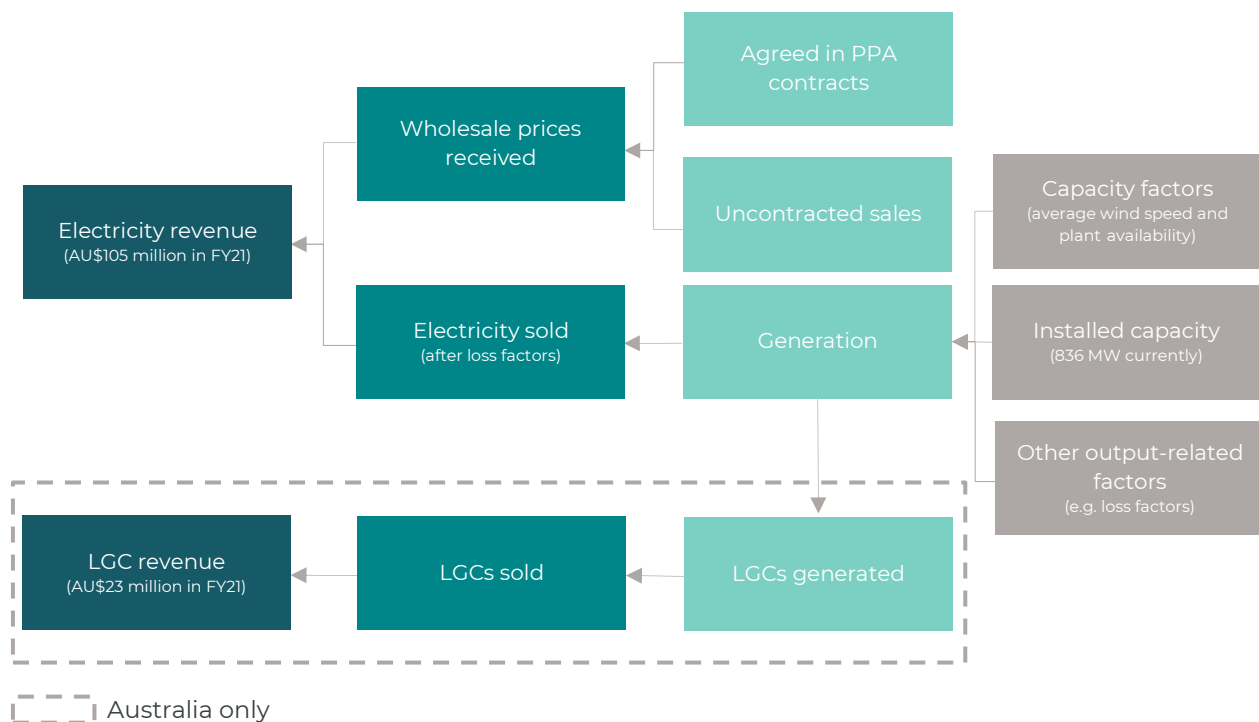 Agreed in PPA
contracts
Wholesale prices
received
Capacity factors
(average wind speed and
plant availability)
Uncontracted sales
Electricity revenue
(AU$105 million in FY21)
Electricity sold
(after loss factors)
Generation
Installed capacity
(836 MW currently)
Other output-related
factors
(e.g. loss factors)
LGC revenue
(AU$23 million in FY21)
LGCs sold
LGCs generated
Australia only